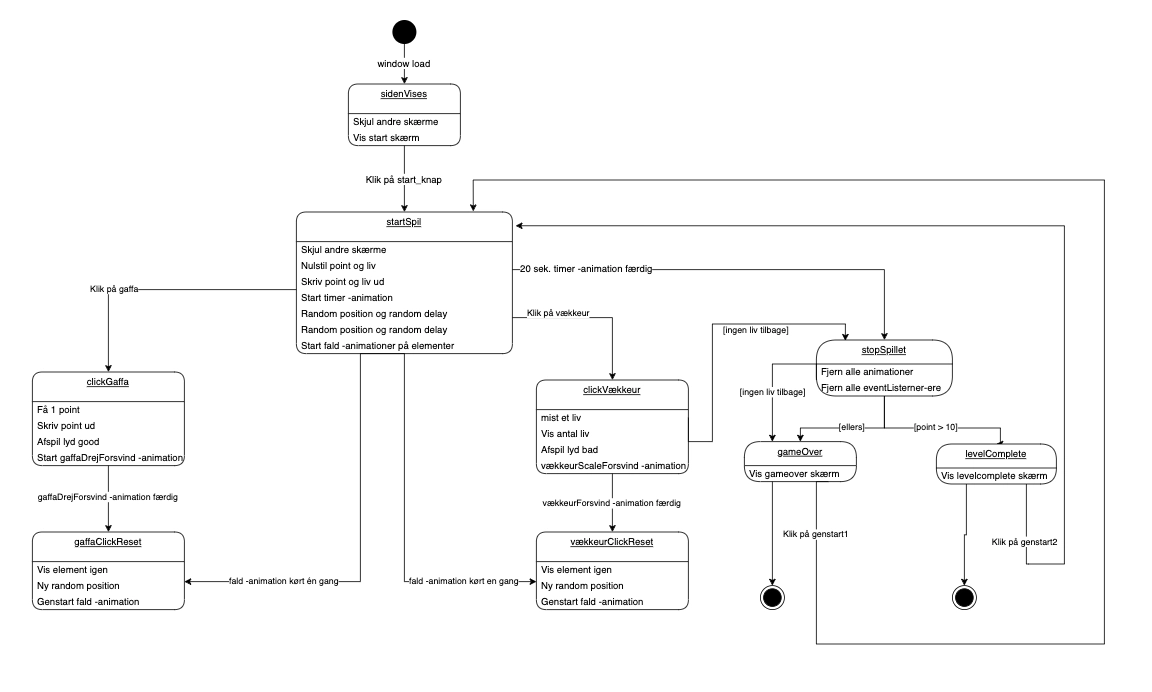 window load
sidenVises
Skjul andre skærme
Vis start skærm
Klik på start_knap
startSpil
Skjul andre skærme
Nulstil point og liv
Skriv point og liv ud
Start timer -animation
Random position og random delay
Random position og random delay
Start fald -animationer på elementer
20 sek. timer -animation færdig
Klik på gaffa
Klik på vækkeur
[ingen liv tilbage]
stopSpillet
Fjern alle animationer
Fjern alle eventListerner-ere
clickGaffa
Få 1 point
Skriv point ud
Afspil lyd good
Start gaffaDrejForsvind -animation
clickVækkeur
mist et liv
Vis antal liv
Afspil lyd bad
vækkeurScaleForsvind -animation
[ingen liv tilbage]
[ellers]
[point > 10]
gameOver
Vis gameover skærm
levelComplete
Vis levelcomplete skærm
gaffaDrejForsvind -animation færdig
vækkeurForsvind -animation færdig
Klik på genstart1
Klik på genstart2
gaffaClickReset
Vis element igen
Ny random position
Genstart fald -animation
fald -animation kørt én gang
fald -animation kørt en gang
vækkeurClickReset
Vis element igen
Ny random position
Genstart fald -animation